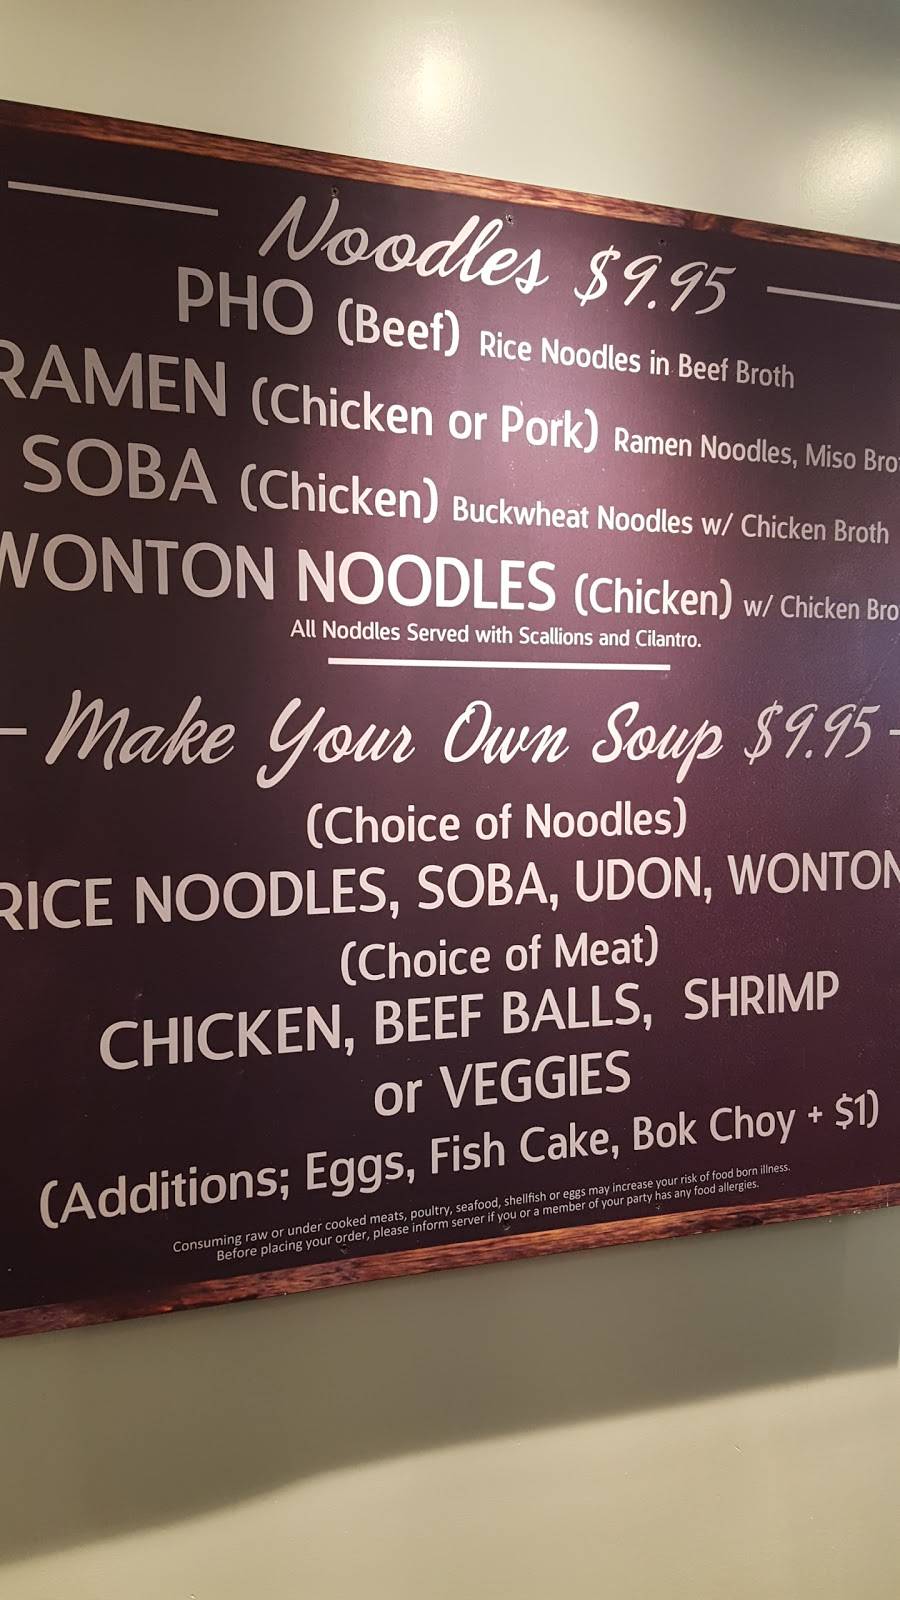 Noodles $9.95
PHO (Beef) Rice Noodles in Beef Broth
RAMEN (Chicken or Pork) Ramen Noodles, Miso Bro
SOBA (Chicken) Buckwheat Noodles w/ Chicken Broth
WONTON NOODLES (Chicken) w/ Chicken Bro
All Noddles Served with Scallions and Cilantro.
Make Your Own Soup $9.95
(Choice of Noodles)
RICE NOODLES, SOBA, UDON, WONTON
(Choice of Meat)
CHICKEN, BEEF BALLS, SHRIMP
or VEGGIES
(Additions; Eggs, Fish Cake, Bok Choy + $1)
Consuming raw or under cooked meats, poultry, seafood, shellfish or eggs may increase your risk of food born illness.
Before placing your order, please inform server if you or a member of your party has any food allergies.